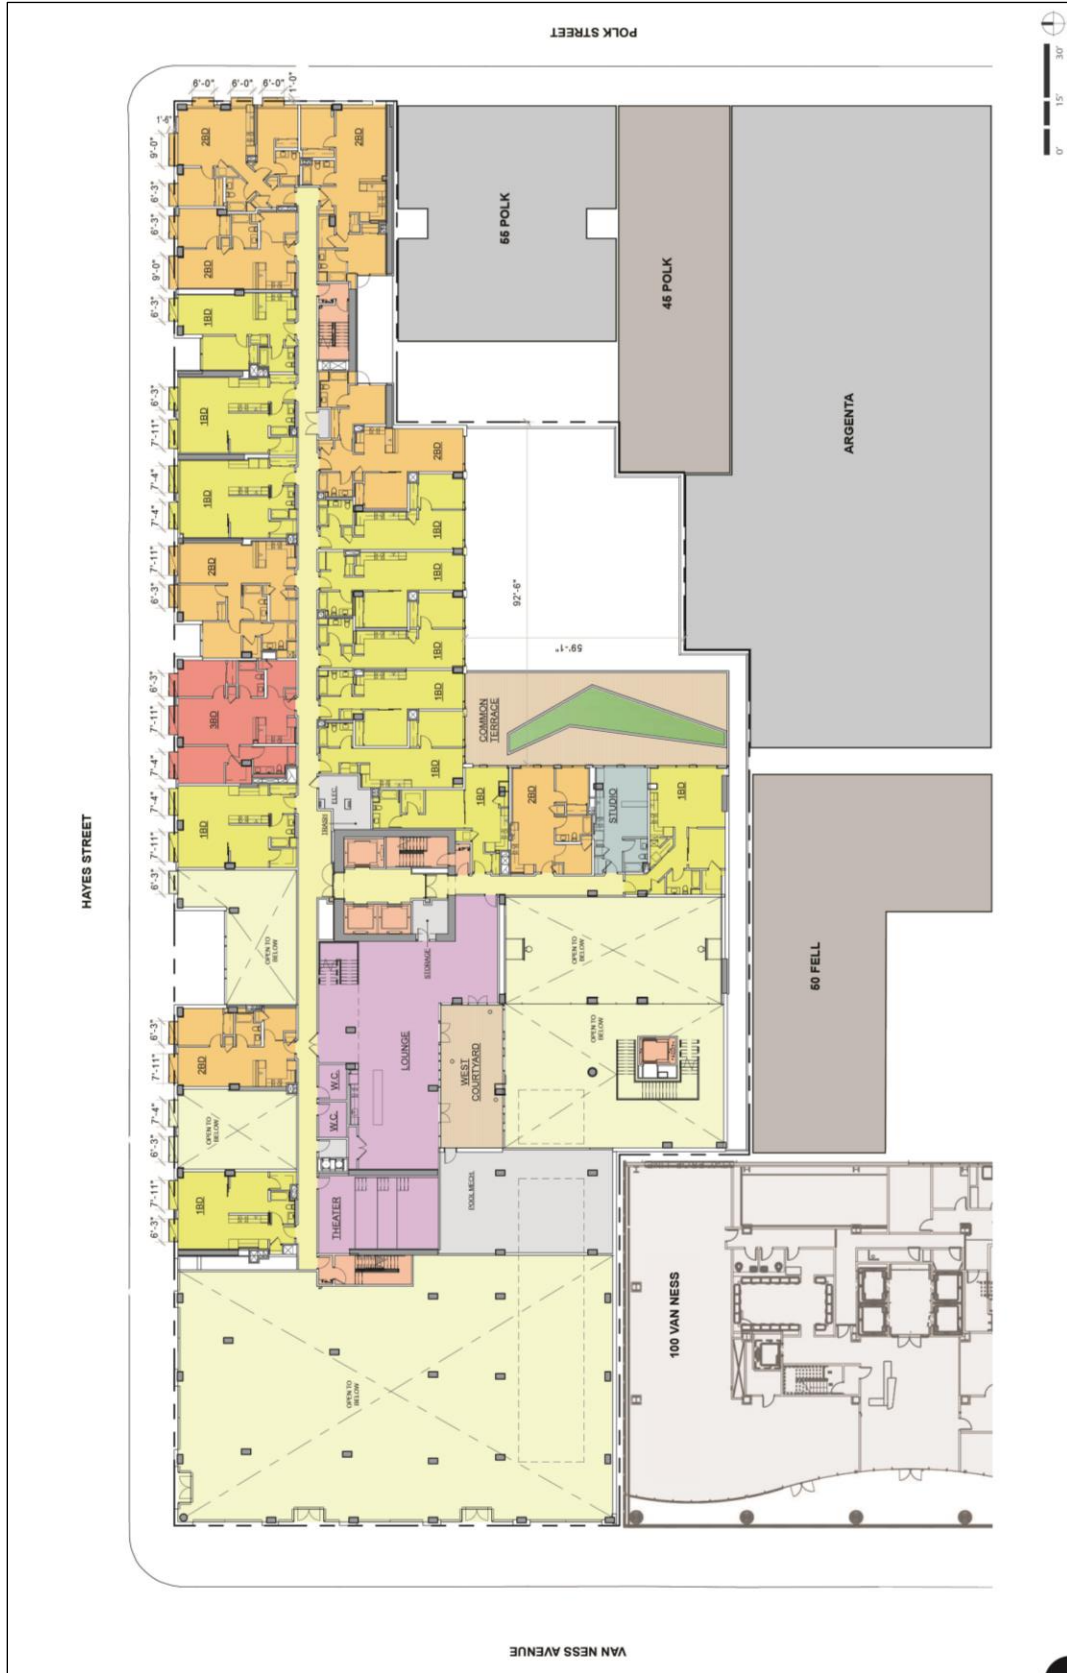 POLK STREET
30'
15'
0'
6'-0"
6'-0"
6'-0"
1'-0"
1'-6"
9'-0"
6'-3"
6'-3"
9'-0"
6'-3"
6'-3"
7'-11"
7'-4"
7'-4"
7'-11"
6'-3"
6'-3"
7'-11"
7'-4"
7'-4"
7'-11"
6'-3"
6'-3"
7'-11"
7'-4"
6'-3"
7'-11"
6'-3"
HAYES STREET
2BD
2BD
2BD
1BD
1BD
1BD
2BD
3BD
1BD
OPEN TO
BELOW
2BD
OPEN TO
BELOW
1BD
2BD
1BD
1BD
1BD
1BD
1BD
ELEC
TRASH
1BD
2BD
STUDIO
1BD
COMMON
TERRACE
92'-6"
59'-1"
STORAGE
LOUNGE
W.C.
W.C.
THEATER
WEST
COURTYARD
POOL MECH.
OPEN TO
BELOW
OPEN TO
BELOW
OPEN TO
BELOW
55 POLK
45 POLK
ARGENTA
50 FELL
100 VAN NESS
VAN NESS AVENUE